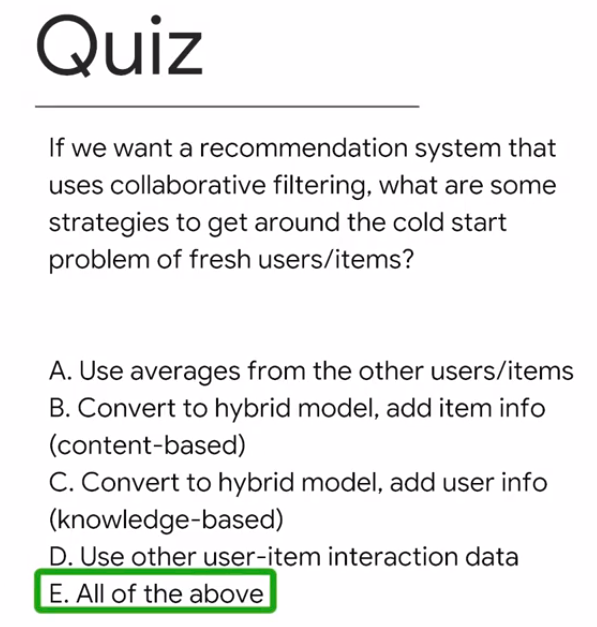 Quiz
If we want a recommendation system that
uses collaborative filtering, what are some
strategies to get around the cold start
problem of fresh users/items?
A. Use averages from the other users/items
B. Convert to hybrid model, add item info
(content-based)
C. Convert to hybrid model, add user info
(knowledge-based)
D. Use other user-item interaction data
E. All of the above